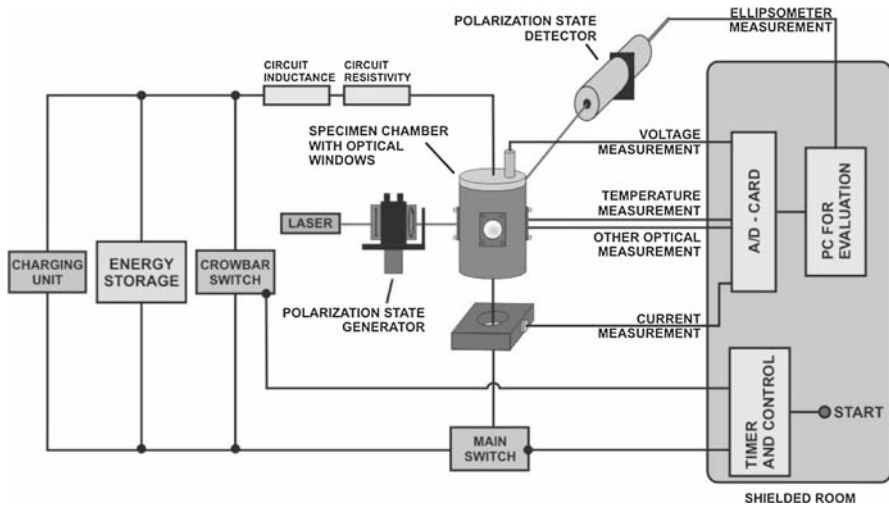 POLARIZATION STATE
DETECTOR
ELLIPSOMETER
MEASUREMENT
CIRCUIT
INDUCTANCE
CIRCUIT
RESISTIVITY
SPECIMEN CHAMBER
WITH OPTICAL
WINDOWS
VOLTAGE
MEASUREMENT
TEMPERATURE
MEASUREMENT
OTHER OPTICAL
MEASUREMENT
A/D - CARD
PC FOR
EVALUATION
LASER
CHARGING
UNIT
ENERGY
STORAGE
CROWBAR
SWITCH
POLARIZATION STATE
GENERATOR
CURRENT
MEASUREMENT
MAIN
SWITCH
TIMER
AND CONTROL
START
SHIELDED ROOM